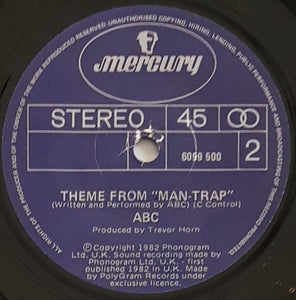 ALL RIGHTS OF THE PRODUCER AND OF THE OWNER OF THE WORK REPRODUCED RESERVED. UNAUTHORISED COPYING, HIRING, LENDING, PUBLIC PERFORMANCE AND BROADCASTING OF THIS RECORD PROHIBITED.
mercury
STEREO 45
6059 500 2
THEME FROM "MAN-TRAP"
(Written and Performed by ABC) (C Control)
ABC
Produced by Trevor Horn
Ⓟ Copyright 1982 Phonogram
Ltd, U.K. Sound recording made by
Phonogram Ltd, U.K. - first
published 1982 in U.K. Made
by PolyGram Records under